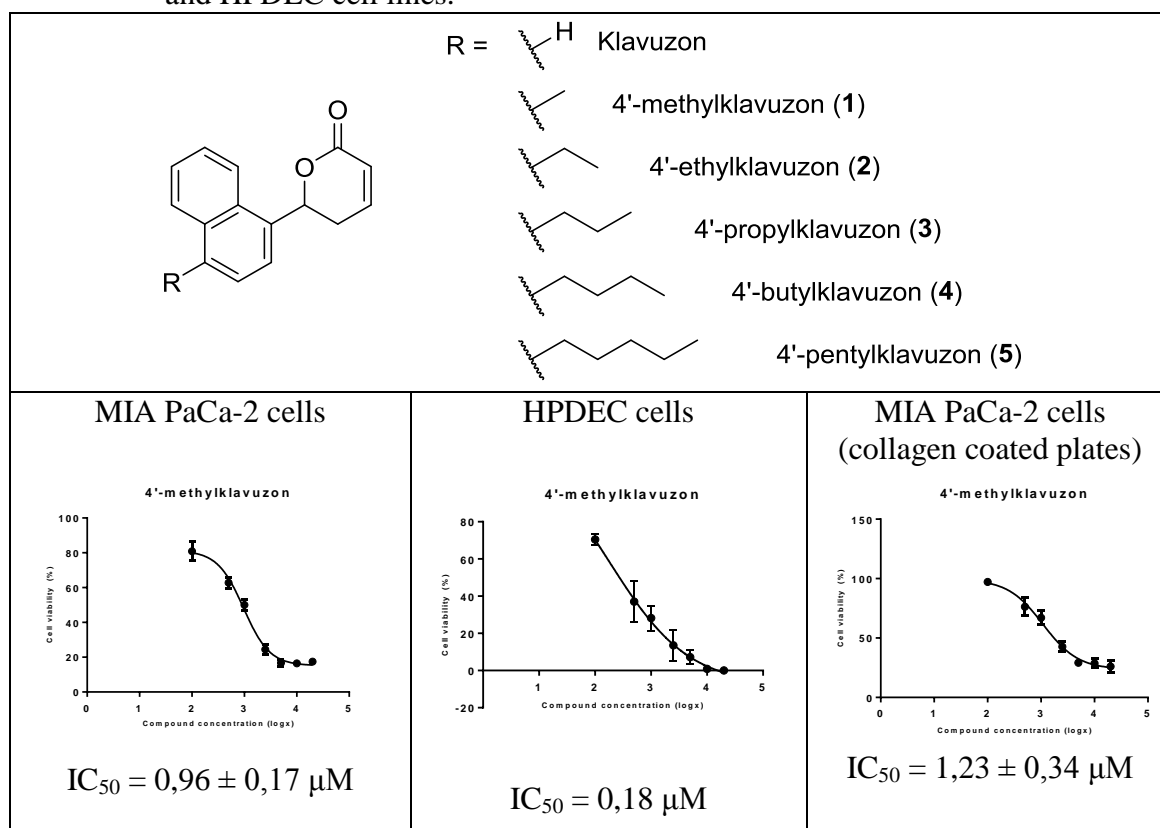 and HPDEC cell lines.
R = H Klavuzon
4'-methylklavuzon (1)
4'-ethylklavuzon (2)
4'-propylklavuzon (3)
4'-butylklavuzon (4)
4'-pentylklavuzon (5)
O
O
R
MIA PaCa-2 cells
4'-methylklavuzon
100
80
60
40
20
0
0 1 2 3 4 5
Cell viability (%)
Compound concentration (logx)
IC50 = 0,96 ± 0,17 μM
HPDEC cells
4'-methylklavuzon
80
60
40
20
0
-20
1 2 3 4 5
Cell viability (%)
Compound concentration (logx)
IC50 = 0,18 μM
MIA PaCa-2 cells
(collagen coated plates)
4'-methylklavuzon
150
100
50
0
0 1 2 3 4 5
Cell viability (%)
Compound concentration (logx)
IC50 = 1,23 ± 0,34 μM